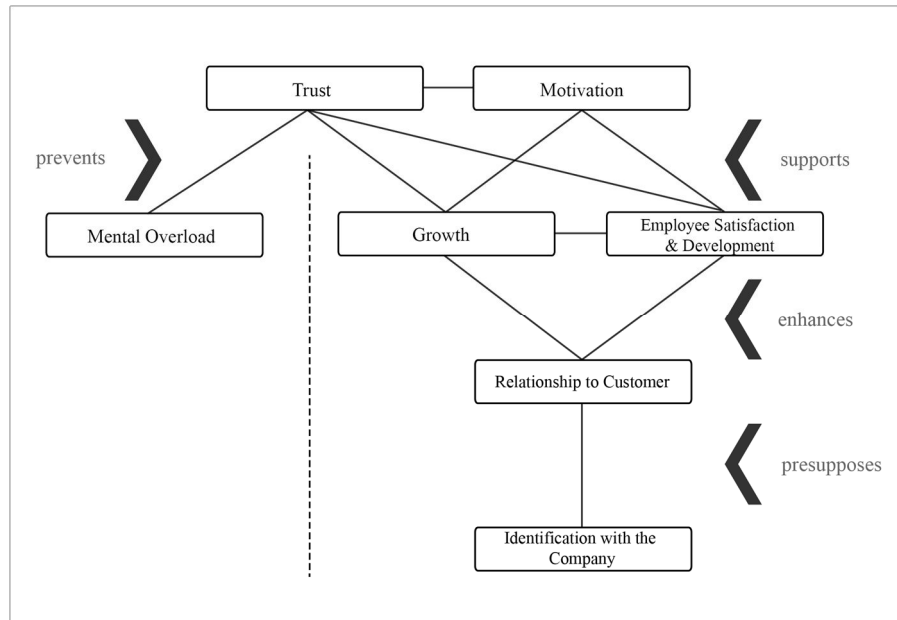 Trust
Motivation
prevents
supports
Mental Overload
Growth
Employee Satisfaction
& Development
enhances
Relationship to Customer
presupposes
Identification with the
Company